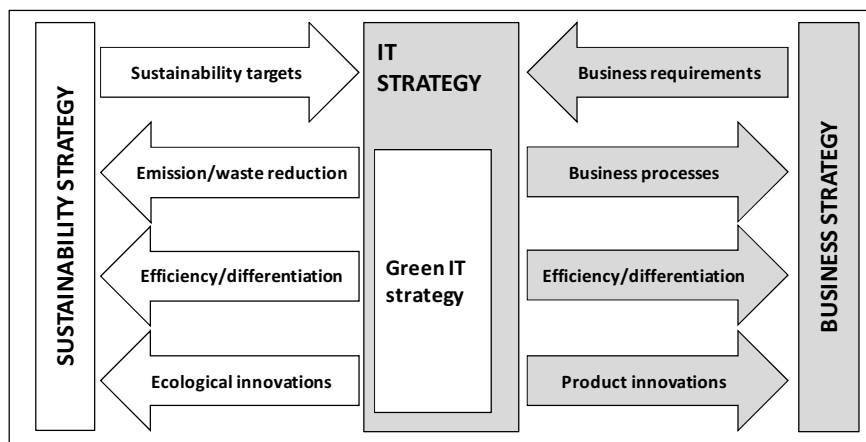 SUSTAINABILITY STRATEGY
Sustainability targets
Emission/waste reduction
Efficiency/differentiation
Ecological innovations
IT
STRATEGY
Green IT
strategy
Business requirements
Business processes
Efficiency/differentiation
Product innovations
BUSINESS STRATEGY